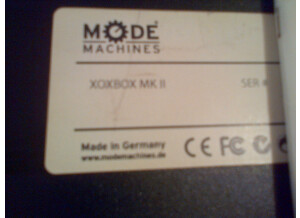 MODE
MACHINES
XOXBOX MK II SER #
Made in Germany
www.modemachines.de
CE FC